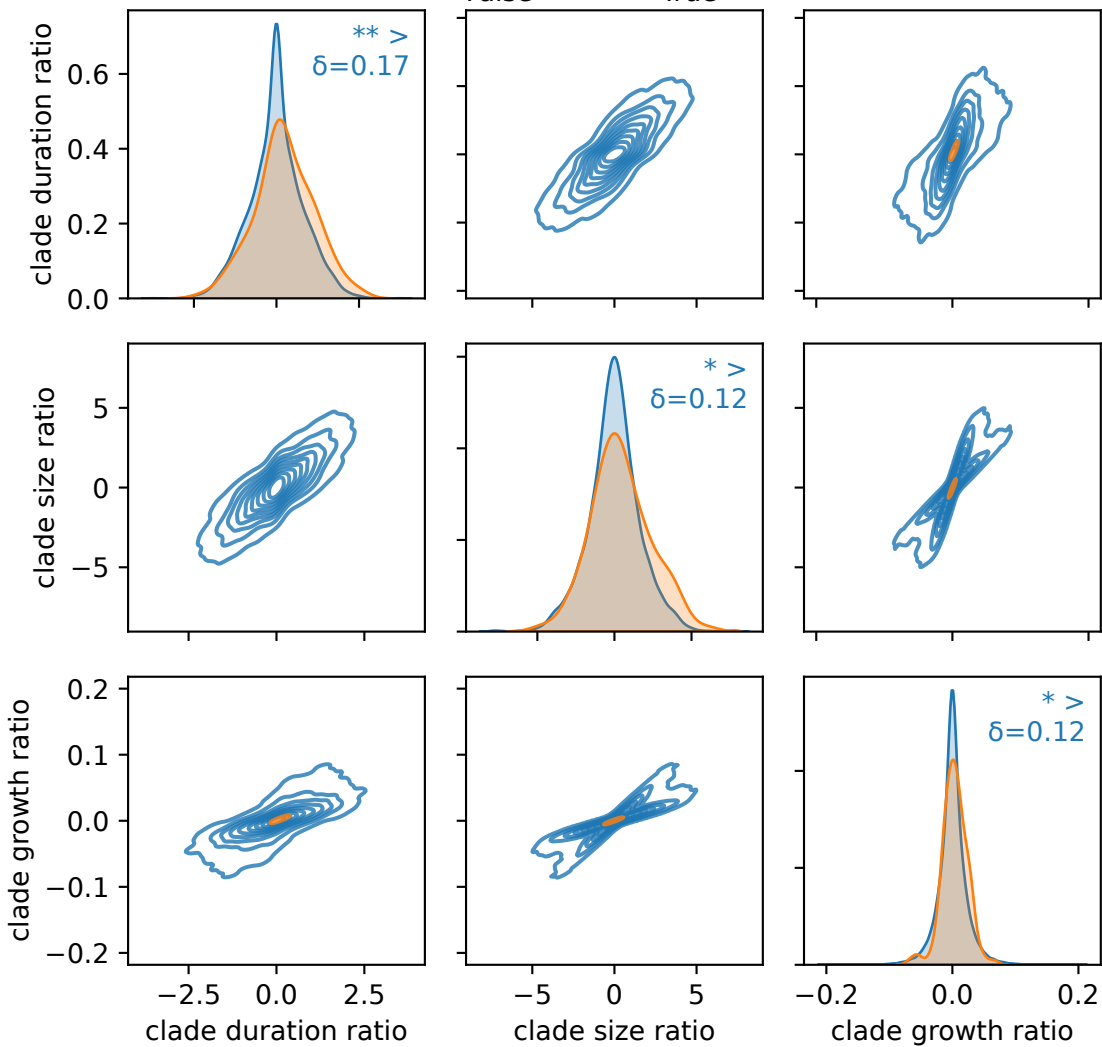 clade duration ratio
0.6
0.4
0.2
0.0
** >
δ=0.17
clade duration ratio
clade size ratio
5
0
−5
* >
δ=0.12
clade growth ratio
0.2
0.1
0.0
−0.1
−0.2
* >
δ=0.12
−2.5 0.0 2.5
−5 0 5
−0.2 0.0 0.2
clade duration ratio
clade size ratio
clade growth ratio